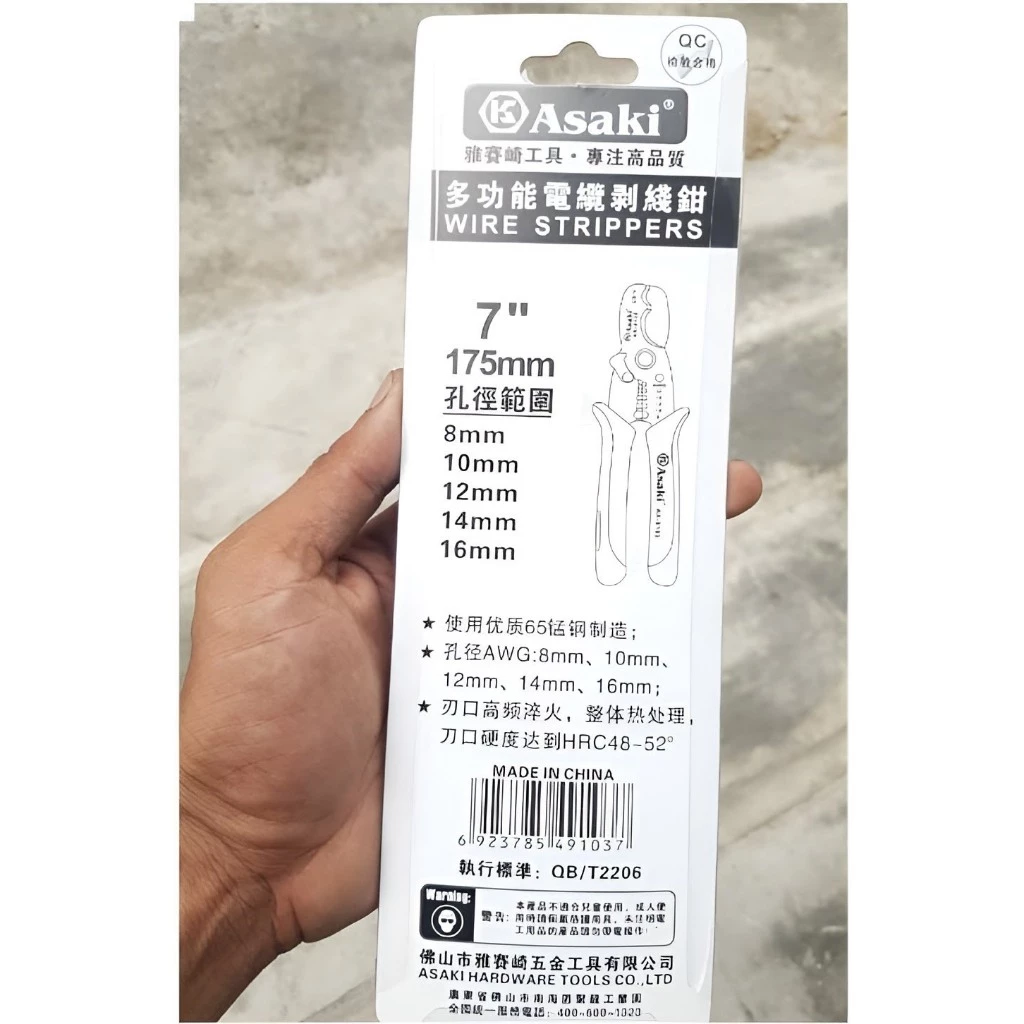 QC
Asaki®
雅賽崎工具·專注高品質
多功能電纜剥綫鉗
WIRE STRIPPERS
7"
175mm
孔徑範圍
8mm
10mm
12mm
14mm
16mm
Asaki
Asaki
★ 使用优质65锰钢制造；
★ 孔径AWG:8mm、10mm、
12mm、14mm、16mm；
★ 刃口高频淬火，整体热处理，
刀口硬度达到HRC48-52°
MADE IN CHINA
6 923785 491037
執行標準：QB/T2206
Warning:
警告：
佛山市雅賽崎五金工具有限公司
ASAKI HARDWARE TOOLS CO.,LTD